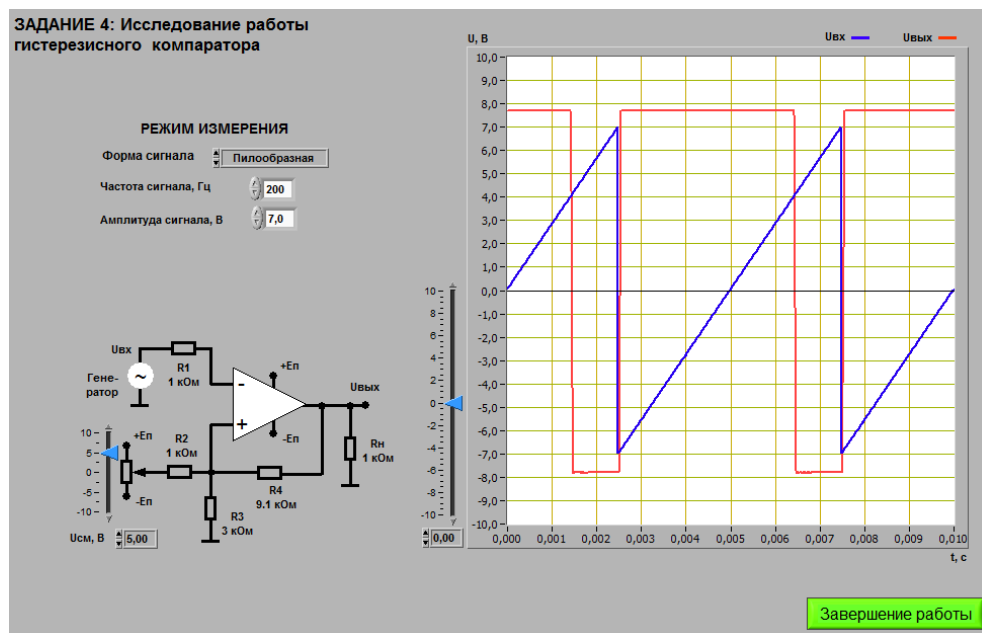 ЗАДАНИЕ 4: Исследование работы
гистерезисного компаратора
РЕЖИМ ИЗМЕРЕНИЯ
Форма сигнала Пилообразная
Частота сигнала, Гц 200
Амплитуда сигнала, В 7,0
Uвх
R1
1 кОм
Гене-
ратор
~
+Еп
-
+
-Еп
Uвых
Rн
1 кОм
R2
1 кОм
R4
9.1 кОм
R3
3 кОм
+Еп
-Еп
10
5
0
-5
-10
Uсм, В 5,00
10
8
6
4
2
0
-2
-4
-6
-8
-10
0,00
U, В
Uвх Uвых
10,0
9,0
8,0
7,0
6,0
5,0
4,0
3,0
2,0
1,0
0,0
-1,0
-2,0
-3,0
-4,0
-5,0
-6,0
-7,0
-8,0
-9,0
-10,0
0,000 0,001 0,002 0,003 0,004 0,005 0,006 0,007 0,008 0,009 0,010
t, с
Завершение работы